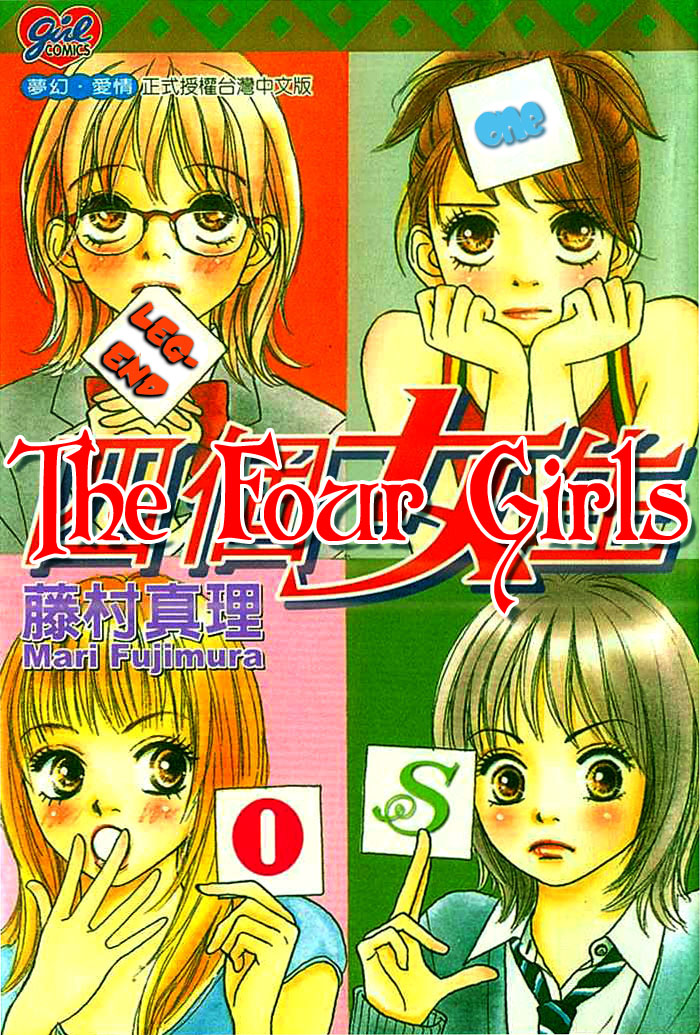 girl
COMICS
夢幻・愛情 正式授權台灣中文版
one
LEG-
END
四個女生
The Four Girls
藤村真理
Mari Fujimura
O
S